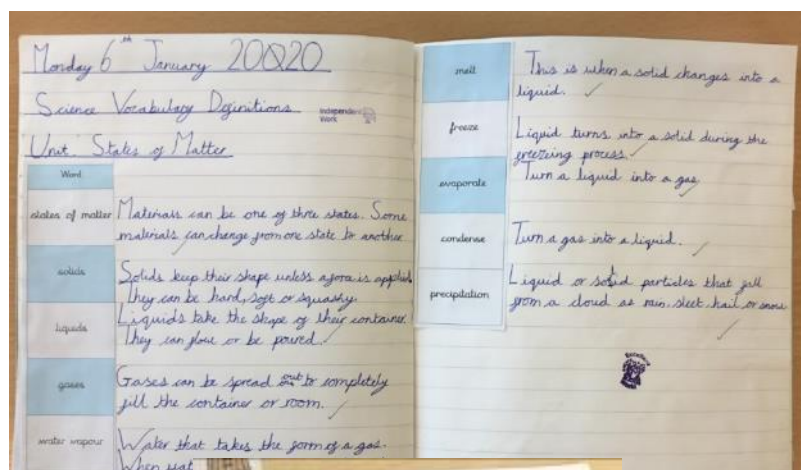 Monday 6th January 20020
Science Vocabulary Definitions
Independent
Work
Unit: States of Matter
Word
states of matter
Materials can be one of three states. Some
materials can change from one state to another
solids
Solids keep their shape unless a force is applied.
They can be hard, soft or squashy.
liquids
Liquids take the shape of their container.
They can flow or be poured.
gases
Gases can be spread out to completely
fill the container or room.
water vapour
Water that takes the form of a gas.
When wat
melt
This is when a solid changes into a
liquid.
freeze
Liquid turns into a solid during the
freezing process.
evaporate
Turn a liquid into a gas
condense
Turn a gas into a liquid.
precipitation
Liquid or solid particles that fall
from a cloud as rain, sleet, hail or snow